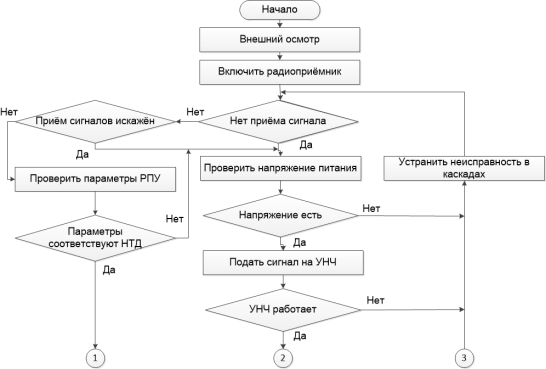 Начало
Внешний осмотр
Включить радиоприёмник
Нет
Приём сигналов искажён
Нет
Нет приёма сигнала
Да
Да
Проверить параметры РПУ
Проверить напряжение питания
Устранить неисправность в
каскадах
Нет
Параметры
соответствуют НТД
Напряжение есть
Нет
Да
Да
Подать сигнал на УНЧ
УНЧ работает
Нет
Да
1
2
3